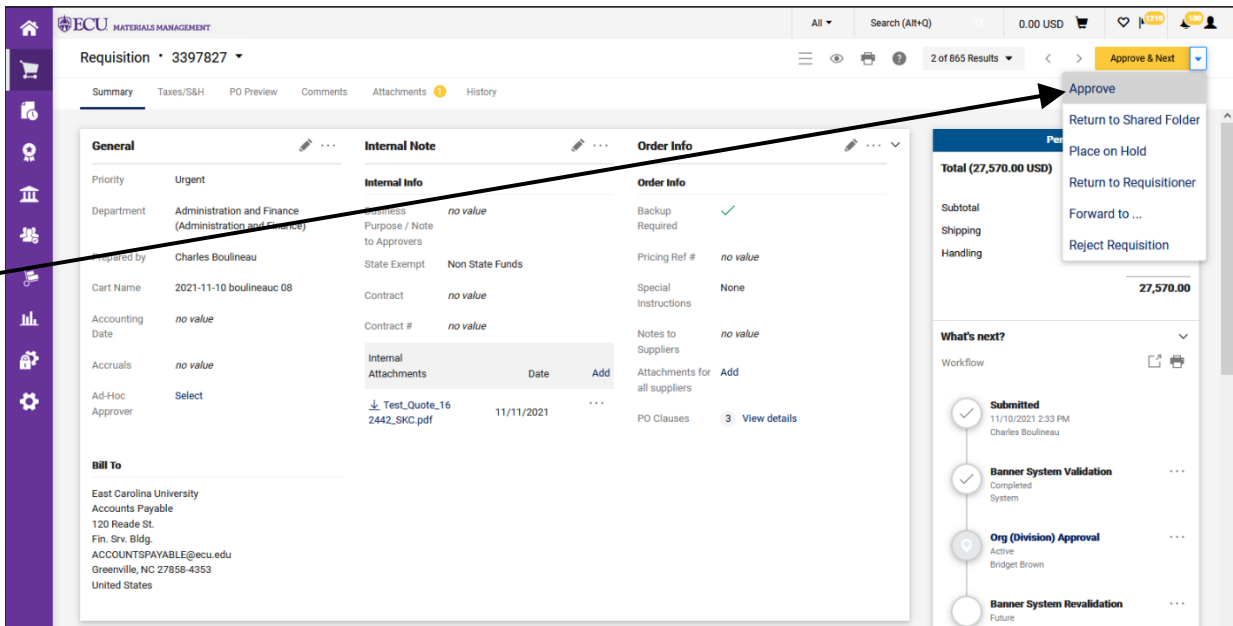 ECU MATERIALS MANAGEMENT
All
Search (Alt+Q)
0.00 USD
1210
100
Requisition • 3397827
2 of 865 Results
Approve & Next
Summary
Taxes/S&H
PO Preview
Comments
Attachments 1
History
Approve
Return to Shared Folder
Place on Hold
Return to Requisitioner
Forward to ...
Reject Requisition
General
Priority
Urgent
Department
Administration and Finance
(Administration and Finance)
Prepared by
Charles Boulineau
Cart Name
2021-11-10 boulineauc 08
Accounting
Date
no value
Accruals
no value
Ad-Hoc
Approver
Select
Bill To
East Carolina University
Accounts Payable
120 Reade St.
Fin. Srv. Bldg.
ACCOUNTSPAYABLE@ecu.edu
Greenville, NC 27858-4353
United States
Internal Note
Internal Info
Business
Purpose / Note
to Approvers
no value
State Exempt
Non State Funds
Contract
no value
Contract #
no value
Internal
Attachments
Date
Add
Test_Quote_16
2442_SKC.pdf
11/11/2021
Order Info
Order Info
Backup
Required
Pricing Ref #
no value
Special
Instructions
None
Notes to
Suppliers
no value
Attachments for
all suppliers
Add
PO Clauses
3 View details
Per
Total (27,570.00 USD)
Subtotal
Shipping
Handling
27,570.00
What's next?
Workflow
Submitted
11/10/2021 2:33 PM
Charles Boulineau
Banner System Validation
Completed
System
Org (Division) Approval
Active
Bridget Brown
Banner System Revalidation
Future